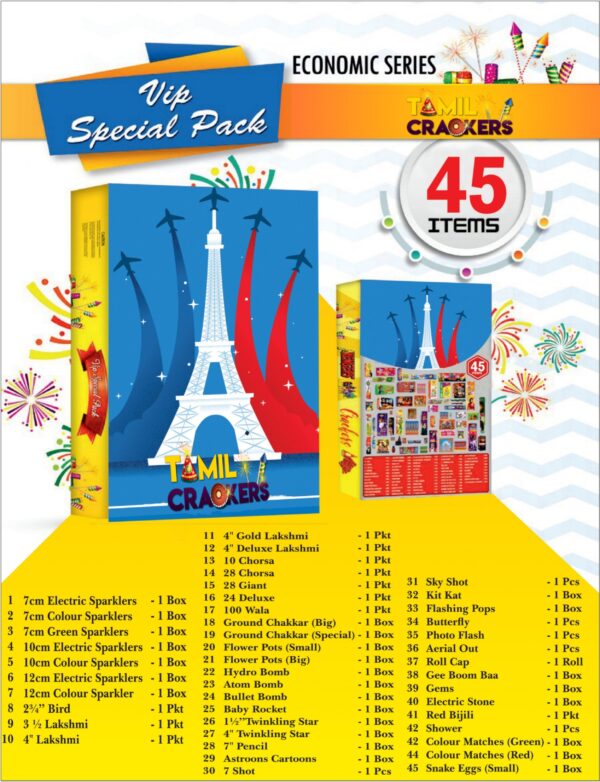 ECONOMIC SERIES
Vip
Special Pack
TAMIL
CRACKERS
45
ITEMS
Vip Special Pack
45
TAMIL
CRACKERS
1 7cm Electric Sparklers - 1 Box
2 7cm Colour Sparklers - 1 Box
3 7cm Green Sparklers - 1 Box
4 10cm Electric Sparklers - 1 Box
5 10cm Colour Sparklers - 1 Box
6 12cm Electric Sparklers - 1 Box
7 12cm Colour Sparkler - 1 Box
8 2¾” Bird - 1 Pkt
9 3 ½ Lakshmi - 1 Pkt
10 4" Lakshmi - 1 Pkt
11 4" Gold Lakshmi - 1 Pkt
12 4" Deluxe Lakshmi - 1 Pkt
13 10 Chorsa - 1 Pkt
14 28 Chorsa - 1 Pkt
15 28 Giant - 1 Pkt
16 24 Deluxe - 1 Pkt
17 100 Wala - 1 Pkt
18 Ground Chakkar (Big) - 1 Box
19 Ground Chakkar (Special) - 1 Box
20 Flower Pots (Small) - 1 Box
21 Flower Pots (Big) - 1 Box
22 Hydro Bomb - 1 Box
23 Atom Bomb - 1 Box
24 Bullet Bomb - 1 Box
25 Baby Rocket - 1 Box
26 1½”Twinkling Star - 1 Box
27 4" Twinkling Star - 1 Box
28 7" Pencil - 1 Box
29 Astroons Cartoons - 1 Box
30 7 Shot - 1 Pcs
31 Sky Shot - 1 Pcs
32 Kit Kat - 1 Box
33 Flashing Pops - 1 Box
34 Butterfly - 1 Pcs
35 Photo Flash - 1 Pcs
36 Aerial Out - 1 Pcs
37 Roll Cap - 1 Roll
38 Gee Boom Baa - 1 Box
39 Gems - 1 Box
40 Electric Stone - 1 Box
41 Red Bijili - 1 Pkt
42 Shower - 1 Pcs
42 Colour Matches (Green) - 1 Box
44 Colour Matches (Red) - 1 Box
45 Snake Eggs (Small) - 1 Box